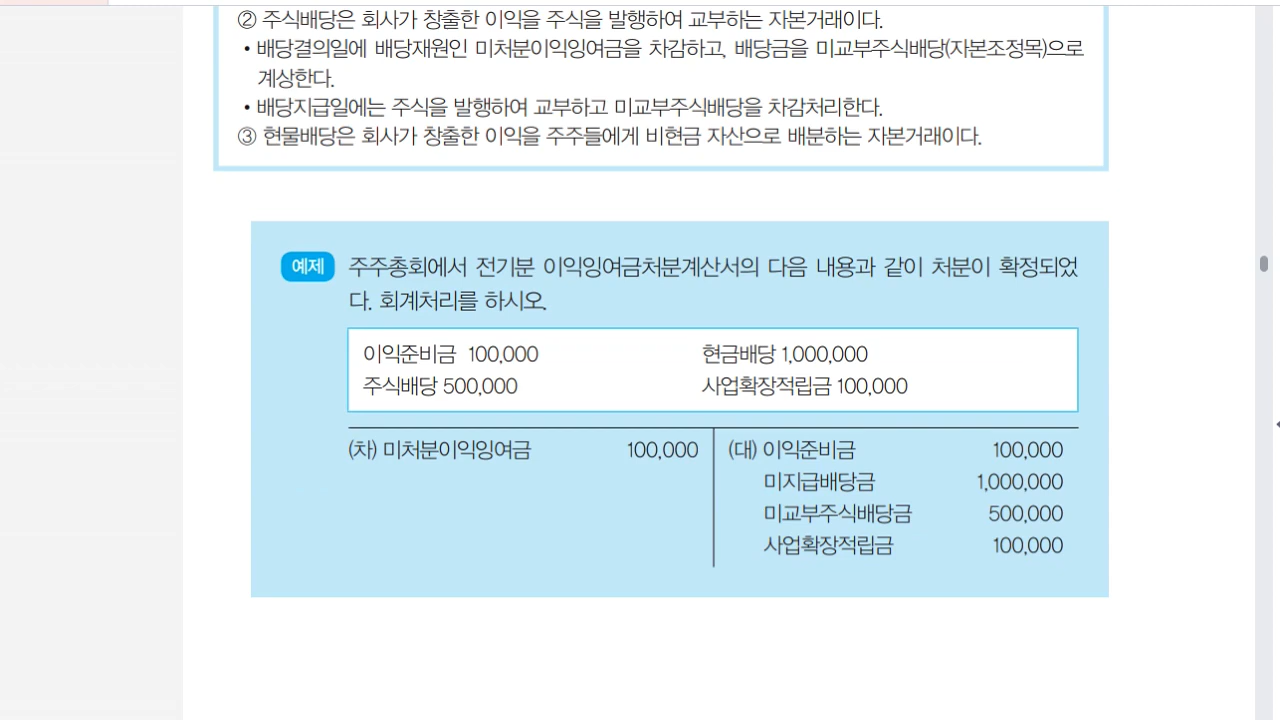 ② 주식배당은 회사가 창출한 이익을 주식을 발행하여 교부하는 자본거래이다.
• 배당결의일에 배당재원인 미처분이익잉여금을 차감하고, 배당금을 미교부주식배당(자본조정목)으로
계상한다.
• 배당지급일에는 주식을 발행하여 교부하고 미교부주식배당을 차감처리한다.
③ 현물배당은 회사가 창출한 이익을 주주들에게 비현금 자산으로 배분하는 자본거래이다.
예제 주주총회에서 전기분 이익잉여금처분계산서의 다음 내용과 같이 처분이 확정되었
다. 회계처리를 하시오.
이익준비금 100,000 현금배당 1,000,000
주식배당 500,000 사업확장적립금 100,000
(차) 미처분이익잉여금 100,000 (대) 이익준비금 100,000
미지급배당금 1,000,000
미교부주식배당금 500,000
사업확장적립금 100,000